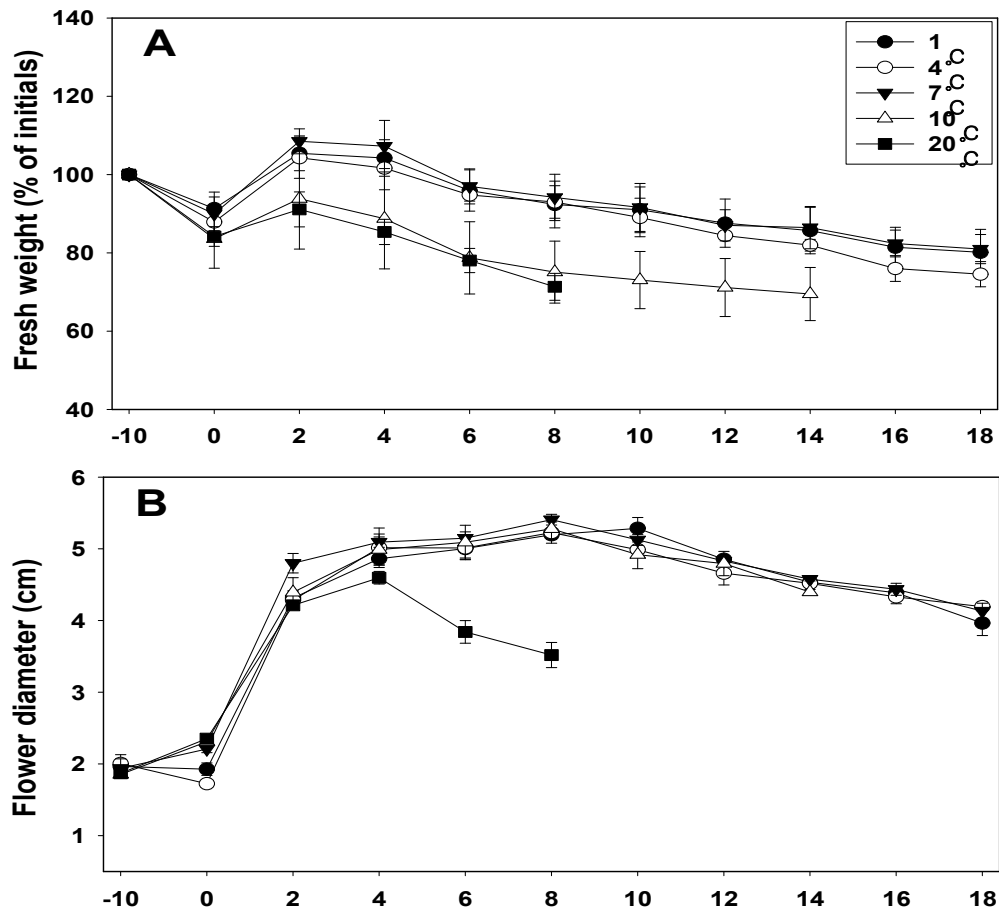 A
Fresh weight (% of initials)
140
120
100
80
60
40
-10 0 2 4 6 8 10 12 14 16 18
1 °C
4 °C
7 °C
10 °C
20 °C
B
Flower diameter (cm)
6
5
4
3
2
1
-10 0 2 4 6 8 10 12 14 16 18